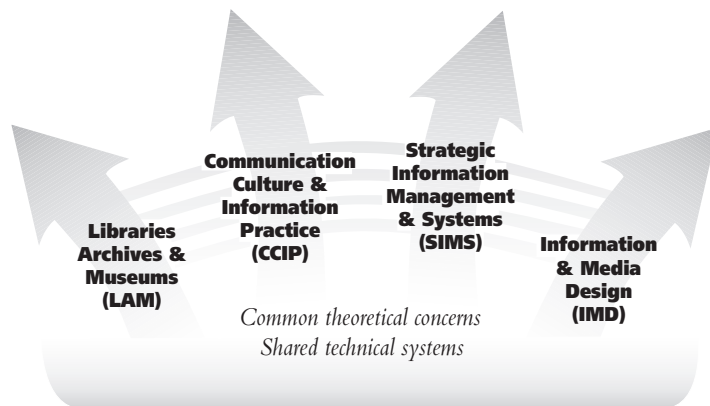 Libraries
Archives &
Museums
(LAM)
Communication
Culture &
Information
Practice
(CCIP)
Strategic
Information
Management
& Systems
(SIMS)
Information
& Media
Design
(IMD)
Common theoretical concerns
Shared technical systems